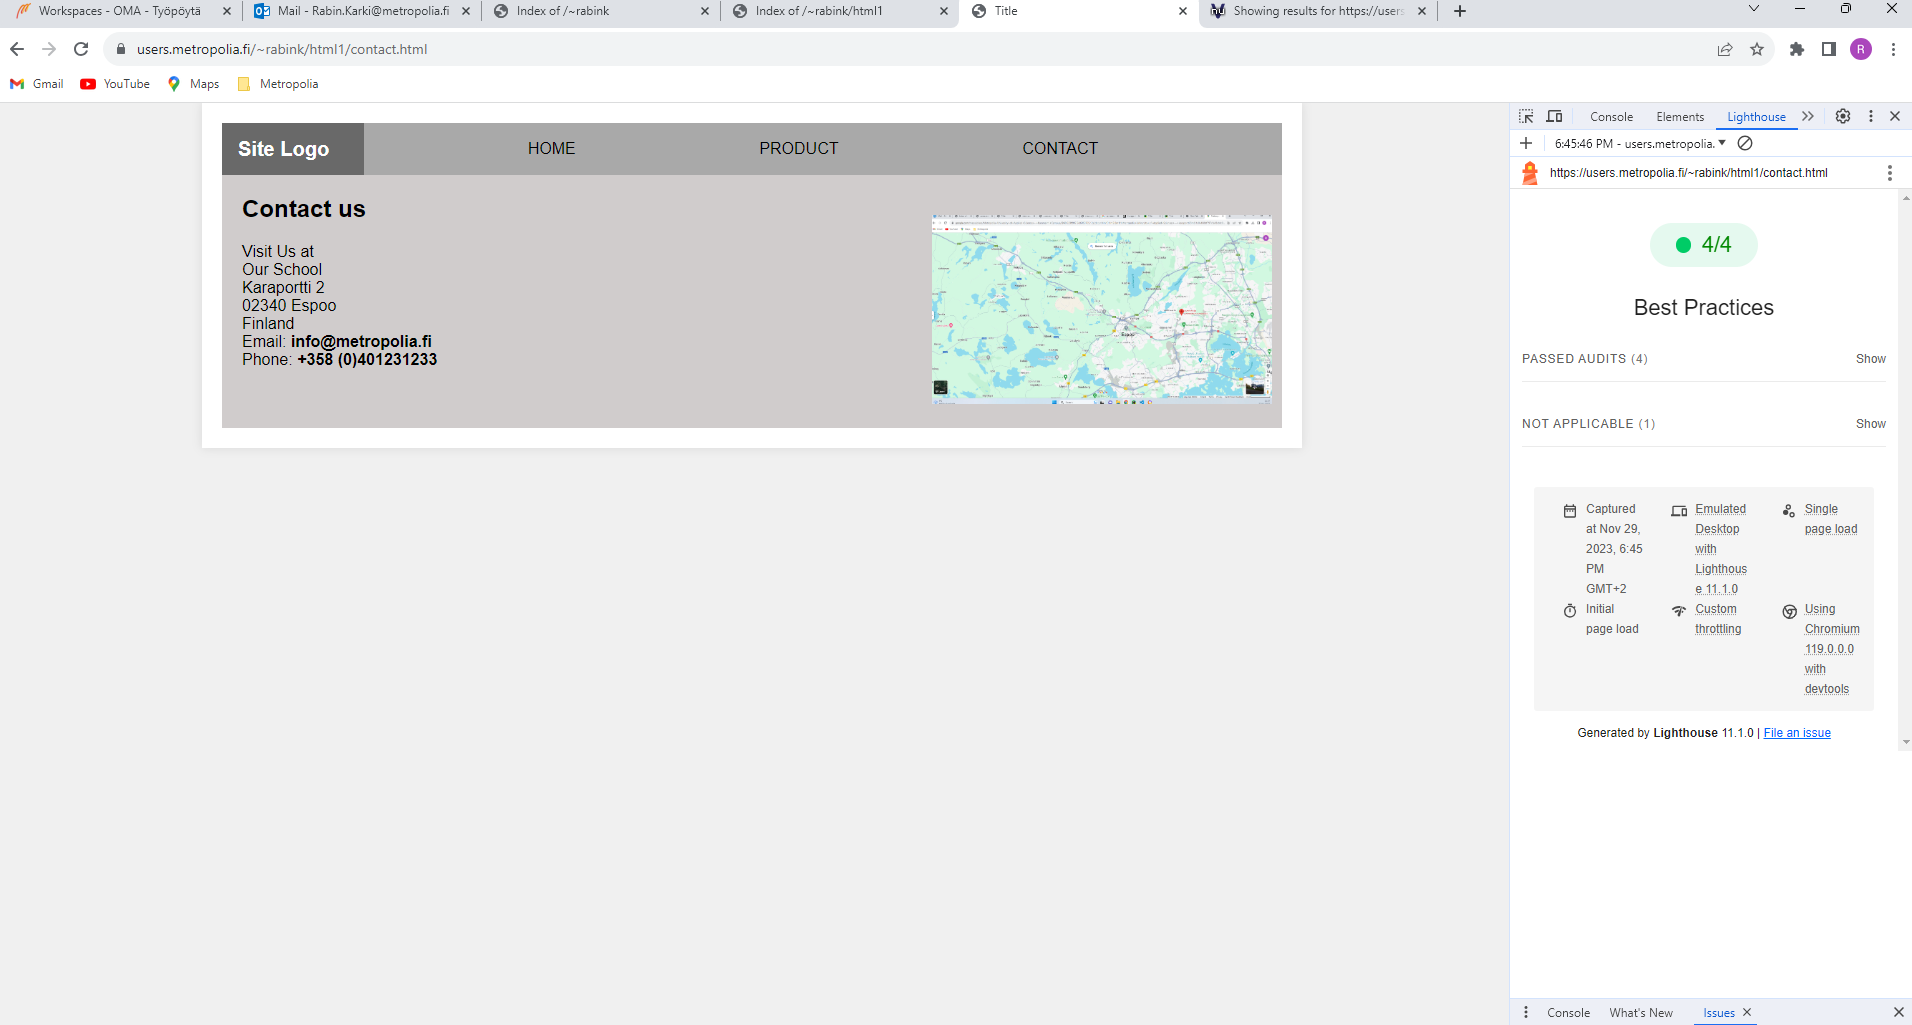 Workspaces - OMA - Työpöytä
Mail - Rabin.Karki@metropolia.fi
Index of /~rabink
Index of /~rabink/html1
Title
Showing results for https://users
users.metropolia.fi/~rabink/html1/contact.html
R
Gmail
YouTube
Maps
Metropolia
Site Logo
HOME
PRODUCT
CONTACT
Contact us
Visit Us at
Our School
Karaportti 2
02340 Espoo
Finland
Email: info@metropolia.fi
Phone: +358 (0)401231233
Console
Elements
Lighthouse
6:45:46 PM - users.metropolia.
https://users.metropolia.fi/~rabink/html1/contact.html
4/4
Best Practices
PASSED AUDITS (4)
Show
NOT APPLICABLE (1)
Show
Captured
at Nov 29,
2023, 6:45
PM
GMT+2
Emulated
Desktop
with
Lighthous
e 11.1.0
Single
page load
Initial
page load
Custom
throttling
Using
Chromium
119.0.0.0
with
devtools
Generated by Lighthouse 11.1.0 | File an issue
Console
What's New
Issues